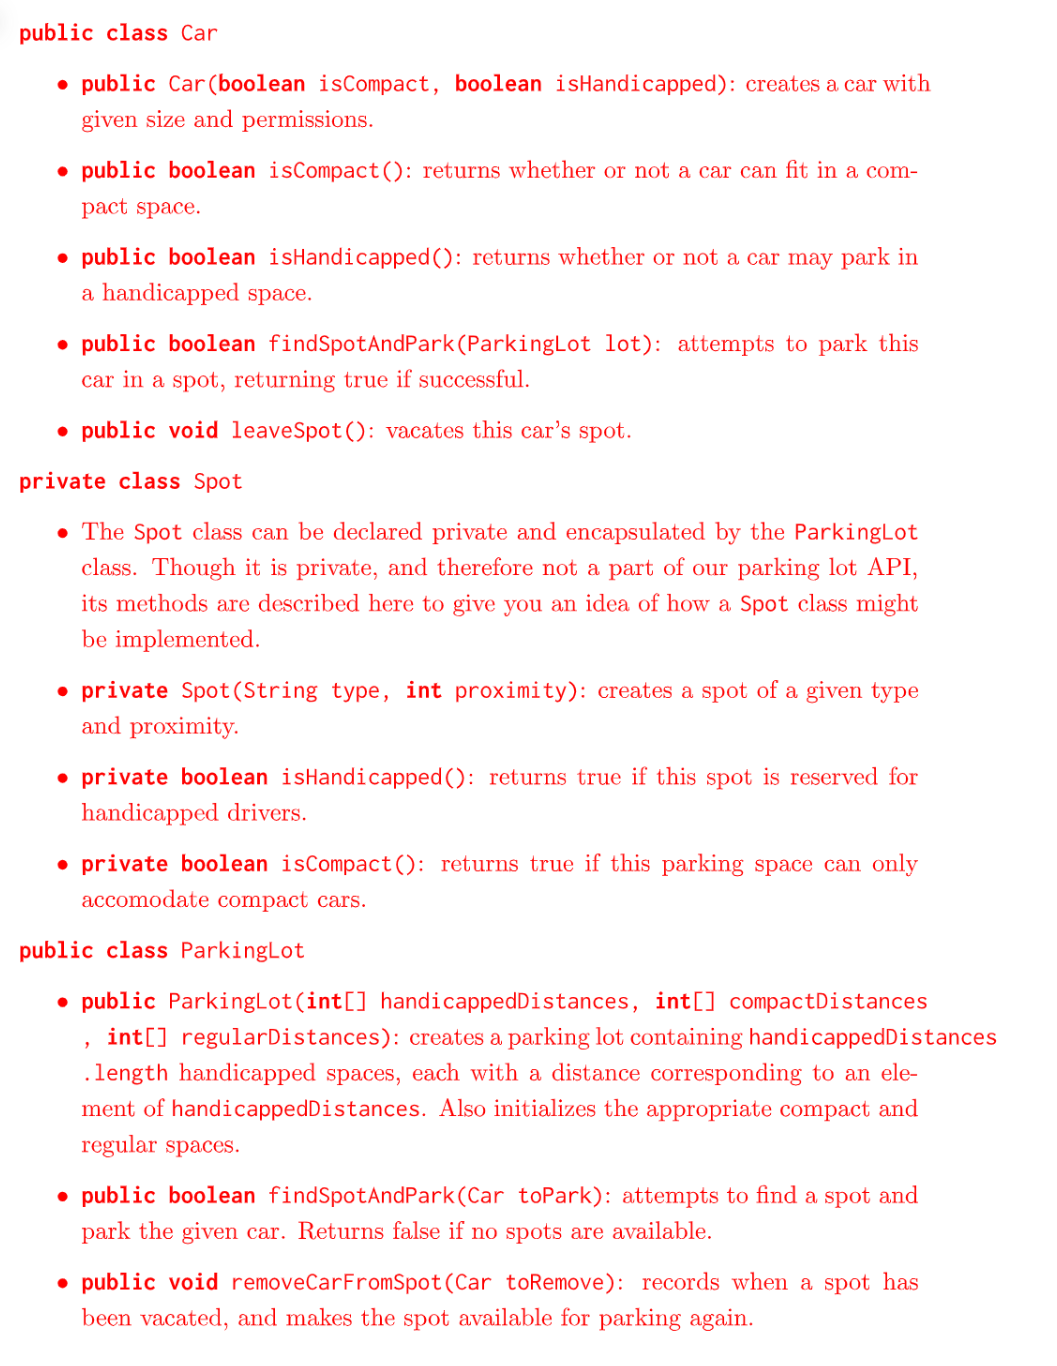 public class Car
• public Car(boolean isCompact, boolean isHandicapped): creates a car with
given size and permissions.
• public boolean isCompact(): returns whether or not a car can fit in a com-
pact space.
• public boolean isHandicapped(): returns whether or not a car may park in
a handicapped space.
• public boolean findSpotAndPark(ParkingLot lot): attempts to park this
car in a spot, returning true if successful.
• public void leaveSpot(): vacates this car's spot.
private class Spot
• The Spot class can be declared private and encapsulated by the ParkingLot
class. Though it is private, and therefore not a part of our parking lot API,
its methods are described here to give you an idea of how a Spot class might
be implemented.
• private Spot(String type, int proximity): creates a spot of a given type
and proximity.
• private boolean isHandicapped(): returns true if this spot is reserved for
handicapped drivers.
• private boolean isCompact(): returns true if this parking space can only
accomodate compact cars.
public class ParkingLot
• public ParkingLot(int[] handicappedDistances, int[] compactDistances
, int[] regularDistances): creates a parking lot containing handicappedDistances
.length handicapped spaces, each with a distance corresponding to an ele-
ment of handicappedDistances. Also initializes the appropriate compact and
regular spaces.
• public boolean findSpotAndPark(Car toPark): attempts to find a spot and
park the given car. Returns false if no spots are available.
• public void removeCarFromSpot(Car toRemove): records when a spot has
been vacated, and makes the spot available for parking again.